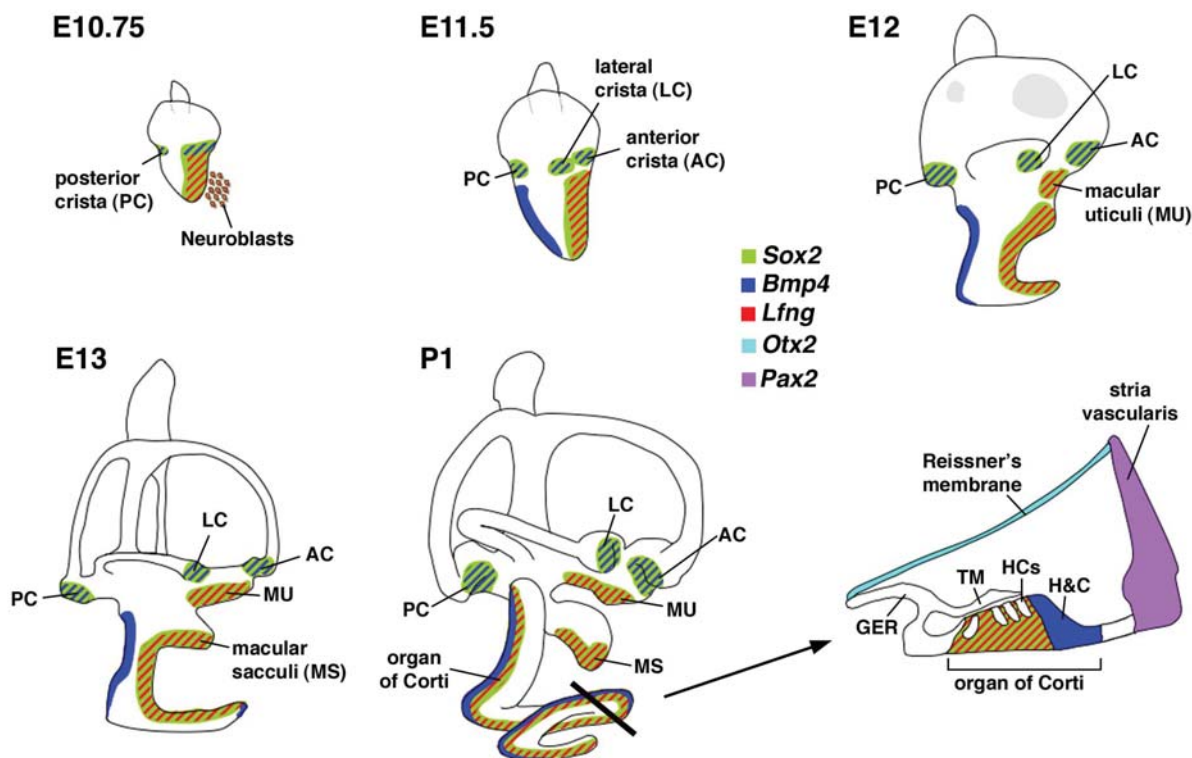 E10.75
posterior
crista (PC)
Neuroblasts
E11.5
lateral
crista (LC)
anterior
crista (AC)
PC
E12
LC
AC
PC
macular
uticuli (MU)
Sox2
Bmp4
Lfng
Otx2
Pax2
E13
LC
AC
PC
MU
macular
sacculi (MS)
P1
LC
AC
PC
MU
MS
organ
of Corti
stria
vascularis
Reissner's
membrane
TM
HCs
H&C
GER
organ of Corti